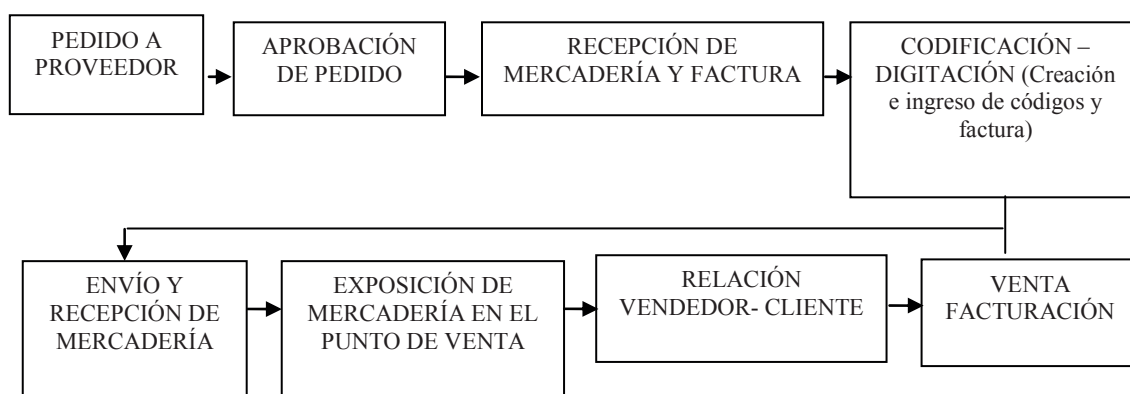 PEDIDO A
PROVEEDOR
APROBACIÓN
DE PEDIDO
RECEPCIÓN DE
MERCADERÍA Y FACTURA
CODIFICACIÓN –
DIGITACIÓN (Creación
e ingreso de códigos y
factura)
ENVÍO Y
RECEPCIÓN DE
MERCADERÍA
EXPOSICIÓN DE
MERCADERÍA EN EL
PUNTO DE VENTA
RELACIÓN
VENDEDOR- CLIENTE
VENTA
FACTURACIÓN